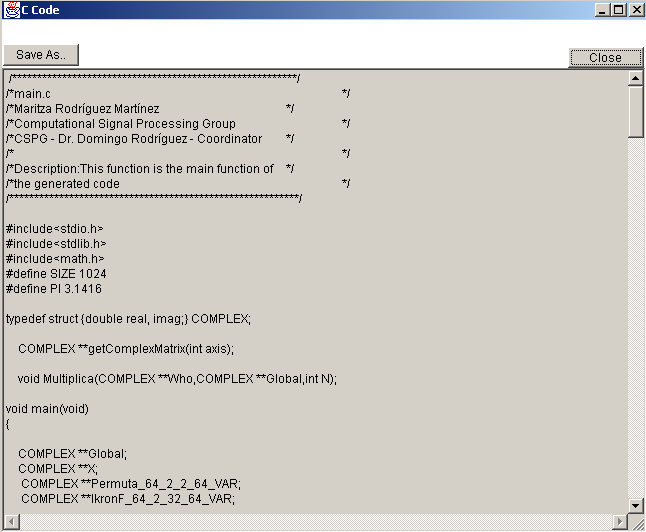 C Code
Save As..
Close
/**********************************************************/
/*main.c */
/*Maritza Rodríguez Martínez */
/*Computational Signal Processing Group */
/*CSPG - Dr. Domingo Rodríguez - Coordinator */
/* */
/*Description:This function is the main function of */
/*the generated code */
/***********************************************************/
#include<stdio.h>
#include<stdlib.h>
#include<math.h>
#define SIZE 1024
#define PI 3.1416
typedef struct {double real, imag;} COMPLEX;
COMPLEX **getComplexMatrix(int axis);
void Multiplica(COMPLEX **Who,COMPLEX **Global,int N);
void main(void)
{
COMPLEX **Global;
COMPLEX **X;
COMPLEX **Permuta_64_2_2_64_VAR;
COMPLEX **IkronF_64_2_32_64_VAR;